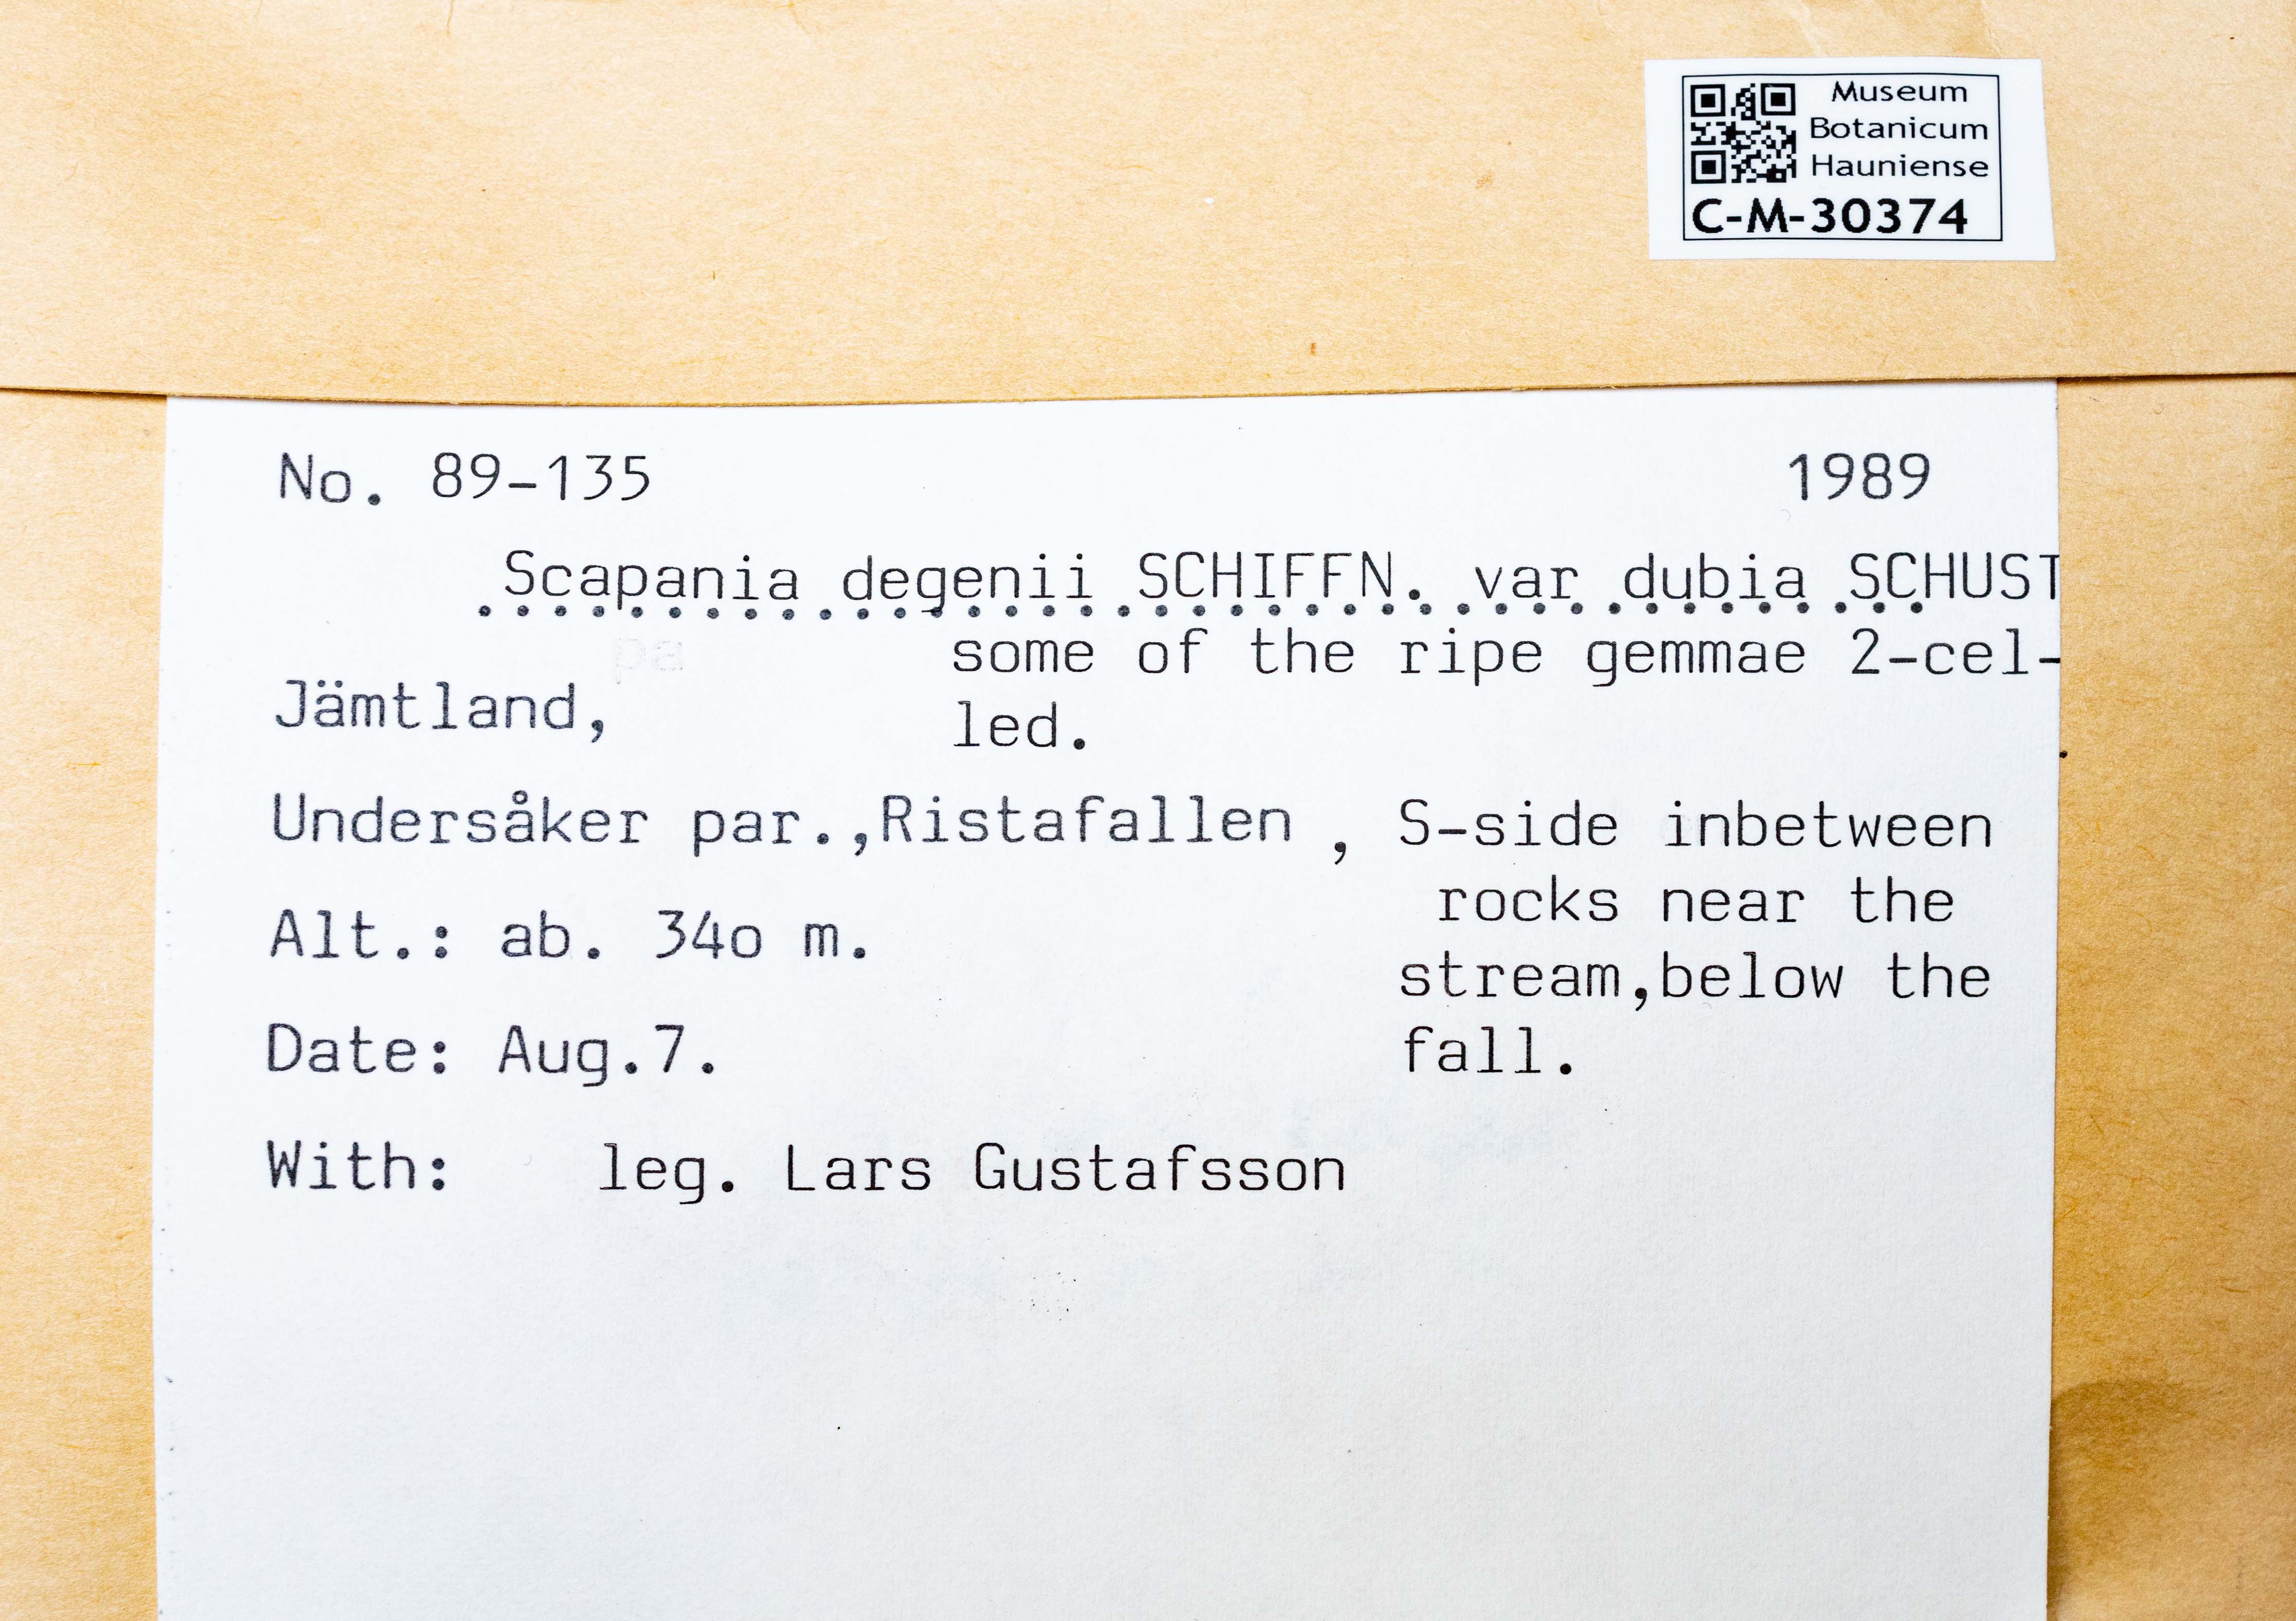 Museum
Botanicum
Hauniense
C-M-30374
No. 89-135 1989
Scapania degenii SCHIFFN. var dubia SCHUST
some of the ripe gemmae 2-cel-
led.
Jämtland,
Undersåker par.,Ristafallen , S-side inbetween
rocks near the
Alt.: ab. 34o m.
stream,below the
Date: Aug.7.
fall.
With: leg. Lars Gustafsson